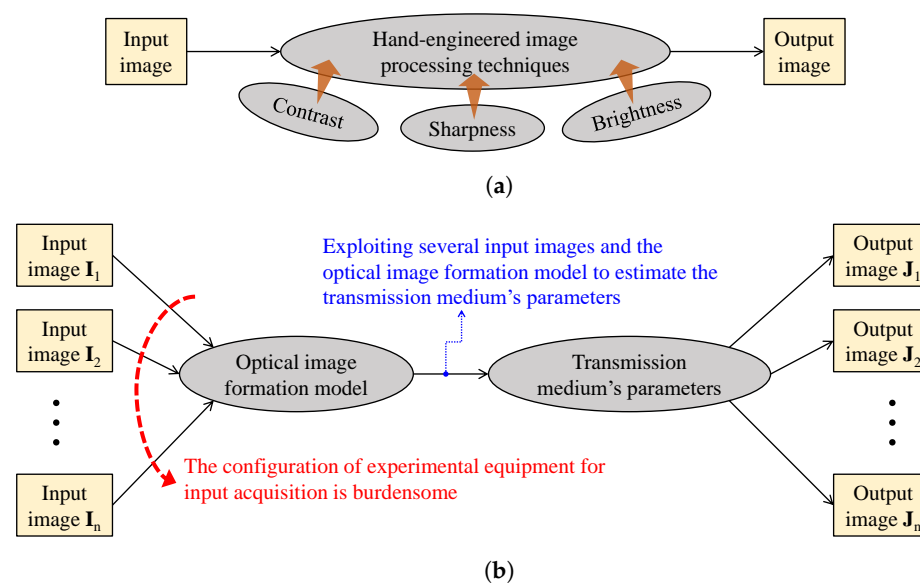 Input
image
Hand-engineered image
processing techniques
Output
image
Contrast
Sharpness
Brightness
(a)
Input
image I₁
Exploiting several input images and the
optical image formation model to estimate the
transmission medium's parameters
Output
image J₁
Input
image I₂
Optical image
formation model
Transmission
medium's parameters
Output
image J₂
The configuration of experimental equipment for
input acquisition is burdensome
Input
image Iₙ
Output
image Jₙ
(b)